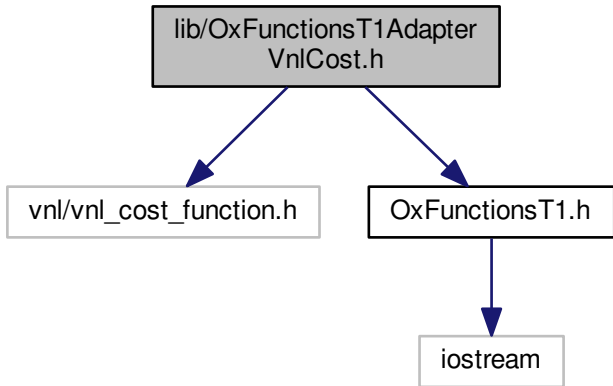 lib/OxFunctionsT1Adapter
VnlCost.h
vnl/vnl_cost_function.h
OxFunctionsT1.h
iostream